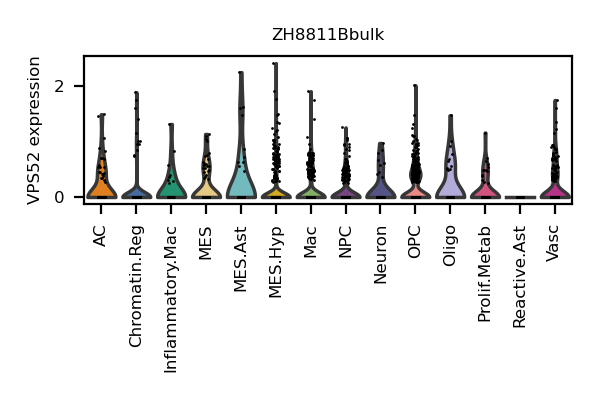 ZH8811Bbulk
VPS52 expression
2
0
AC
Chromatin.Reg
Inflammatory.Mac
MES
MES.Ast
MES.Hyp
Mac
NPC
Neuron
OPC
Oligo
Prolif.Metab
Reactive.Ast
Vasc